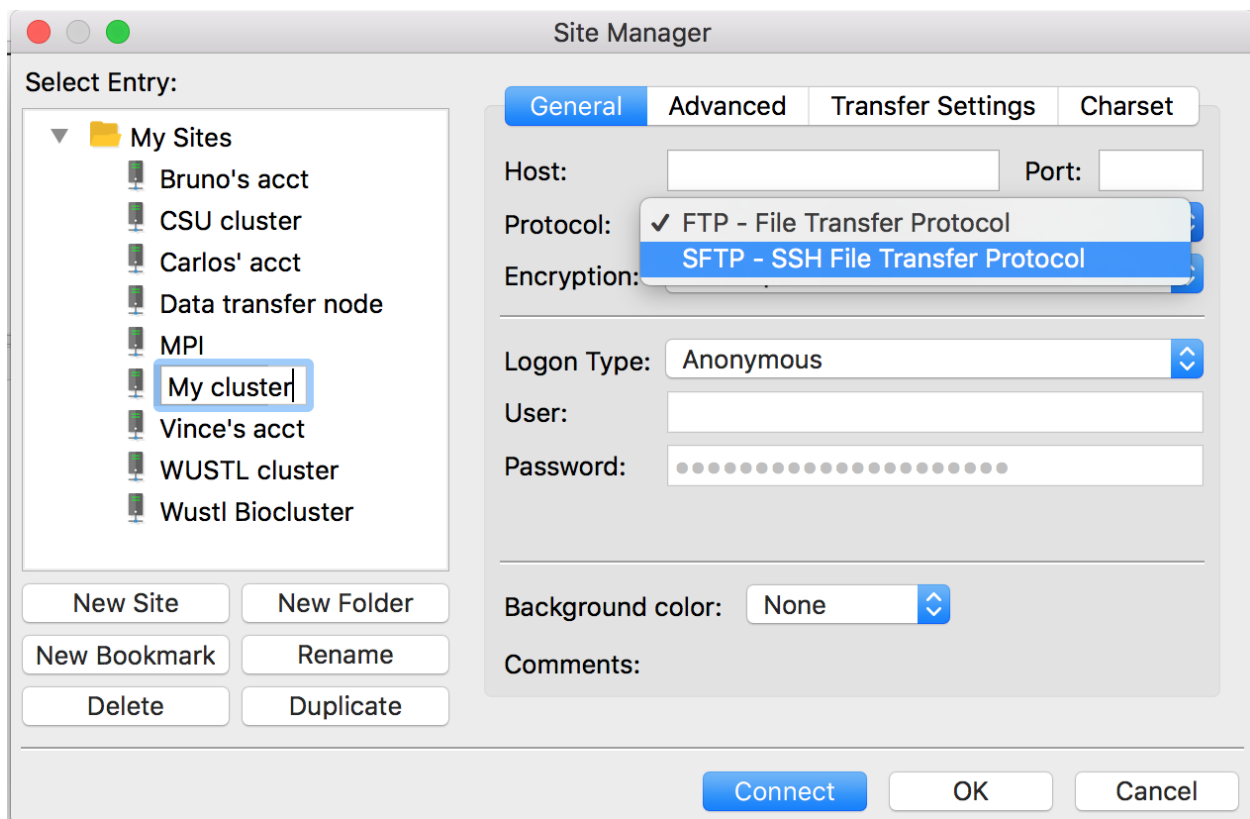 Site Manager
Select Entry:
My Sites
Bruno's acct
CSU cluster
Carlos' acct
Data transfer node
MPI
My cluster
Vince's acct
WUSTL cluster
Wustl Biocluster
New Site New Folder
New Bookmark Rename
Delete Duplicate
General Advanced Transfer Settings Charset
Host: Port:
Protocol: ✓ FTP - File Transfer Protocol
SFTP - SSH File Transfer Protocol
Encryption:
Logon Type: Anonymous
User:
Password: ●●●●●●●●●●●●●●●●●●●●●
Background color: None
Comments:
Connect OK Cancel